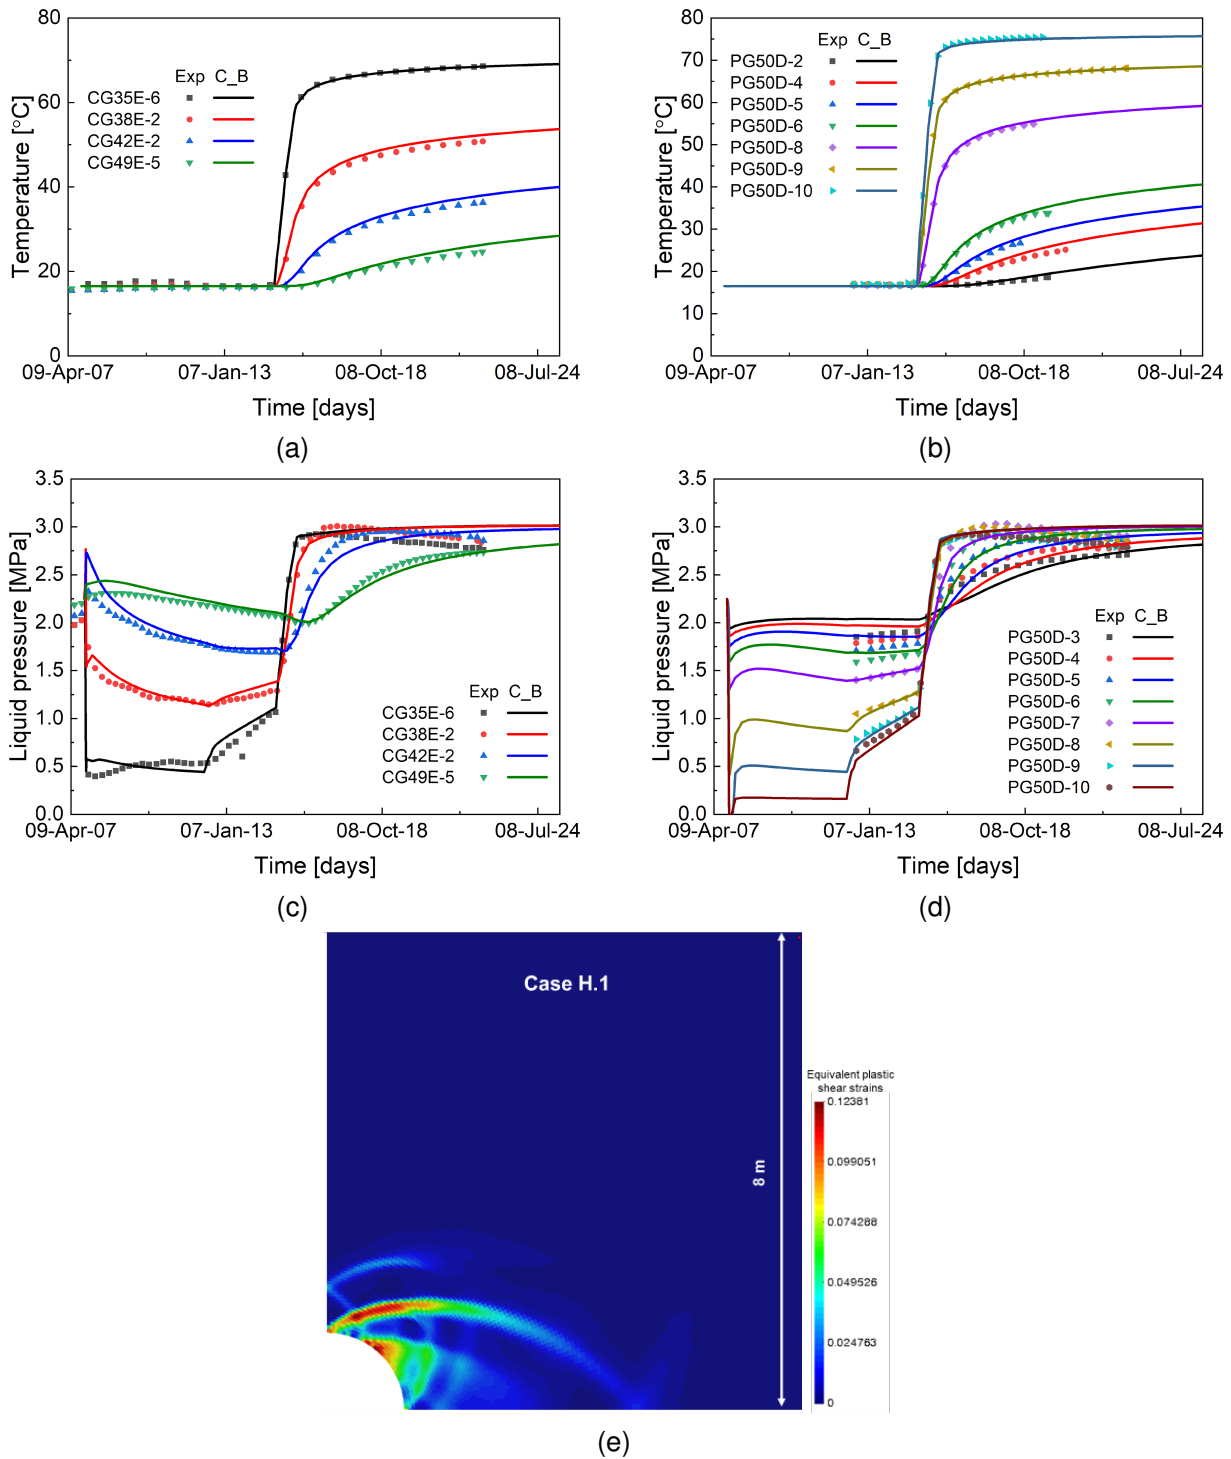 80
60
40
20
0
Temperature [°C]
Exp C_B
CG35E-6
CG38E-2
CG42E-2
CG49E-5
09-Apr-07 07-Jan-13 08-Oct-18 08-Jul-24
Time [days]
(a)
80
70
60
50
40
30
20
10
0
Temperature [°C]
Exp C_B
PG50D-2
PG50D-4
PG50D-5
PG50D-6
PG50D-8
PG50D-9
PG50D-10
09-Apr-07 07-Jan-13 08-Oct-18 08-Jul-24
Time [days]
(b)
3.5
3.0
2.5
2.0
1.5
1.0
0.5
0.0
Liquid pressure [MPa]
Exp C_B
CG35E-6
CG38E-2
CG42E-2
CG49E-5
09-Apr-07 07-Jan-13 08-Oct-18 08-Jul-24
Time [days]
(c)
3.5
3.0
2.5
2.0
1.5
1.0
0.5
0.0
Liquid pressure [MPa]
Exp C_B
PG50D-3
PG50D-4
PG50D-5
PG50D-6
PG50D-7
PG50D-8
PG50D-9
PG50D-10
09-Apr-07 07-Jan-13 08-Oct-18 08-Jul-24
Time [days]
(d)
Case H.1
8 m
Equivalent plastic
shear strains
0.12381
0.099051
0.074288
0.049526
0.024763
0
(e)